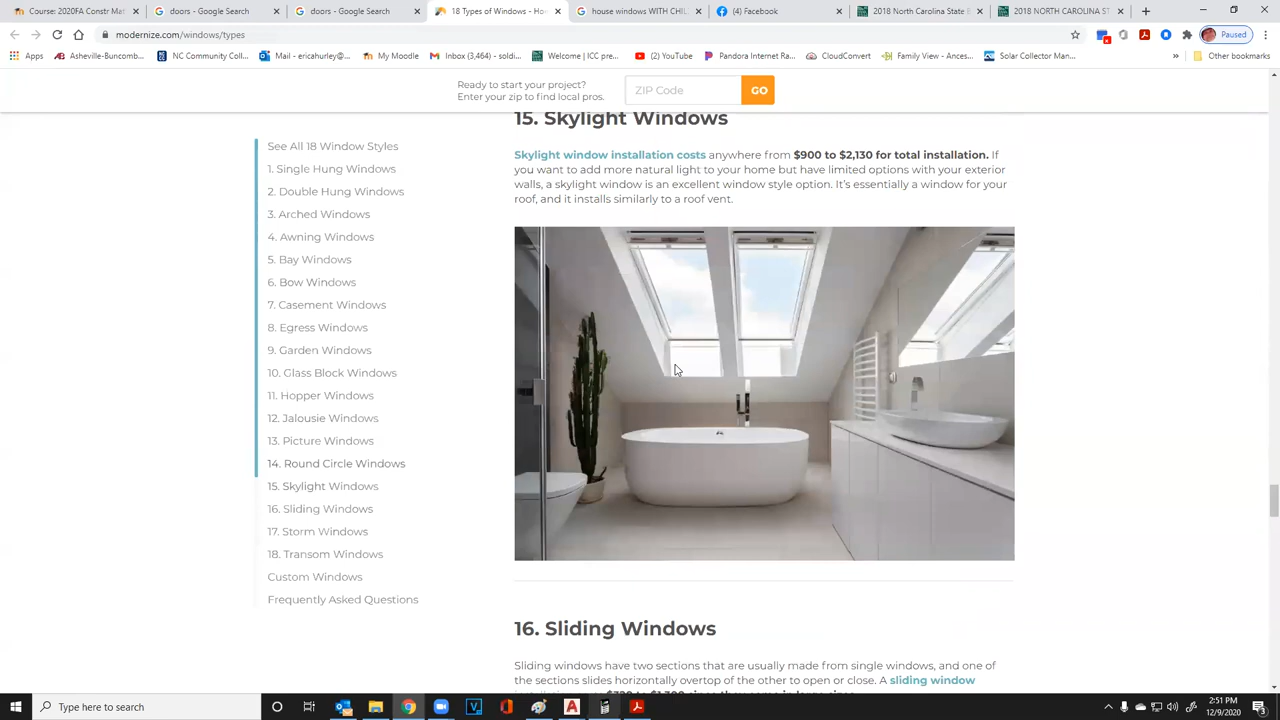 Course: 2020FA Constr Mat
doors - Google Search
doors - Google Search
18 Types of Windows - Ho
house windows WITH CHIL
(4) Facebook
2018 North Carolina State B
2018 NORTH CAROLINA ST
modernize.com/windows/types
Paused
Apps
Asheville-Buncomb...
NC Community Coll...
Mail - ericahurley@...
My Moodle
Inbox (3,464) - soldi...
Welcome | ICC pre...
(2) YouTube
Pandora Internet Ra...
CloudConvert
Family View - Ances...
Solar Collector Man...
»
Other bookmarks
Ready to start your project?
Enter your zip to find local pros.
ZIP Code
GO
See All 18 Window Styles
1. Single Hung Windows
2. Double Hung Windows
3. Arched Windows
4. Awning Windows
5. Bay Windows
6. Bow Windows
7. Casement Windows
8. Egress Windows
9. Garden Windows
10. Glass Block Windows
11. Hopper Windows
12. Jalousie Windows
13. Picture Windows
14. Round Circle Windows
15. Skylight Windows
16. Sliding Windows
17. Storm Windows
18. Transom Windows
Custom Windows
Frequently Asked Questions
15. Skylight Windows
Skylight window installation costs anywhere from $900 to $2,130 for total installation. If
you want to add more natural light to your home but have limited options with your exterior
walls, a skylight window is an excellent window style option. It's essentially a window for your
roof, and it installs similarly to a roof vent.
16. Sliding Windows
Sliding windows have two sections that are usually made from single windows, and one of
the sections slides horizontally overtop of the other to open or close. A sliding window
Type here to search
2:51 PM
12/9/2020